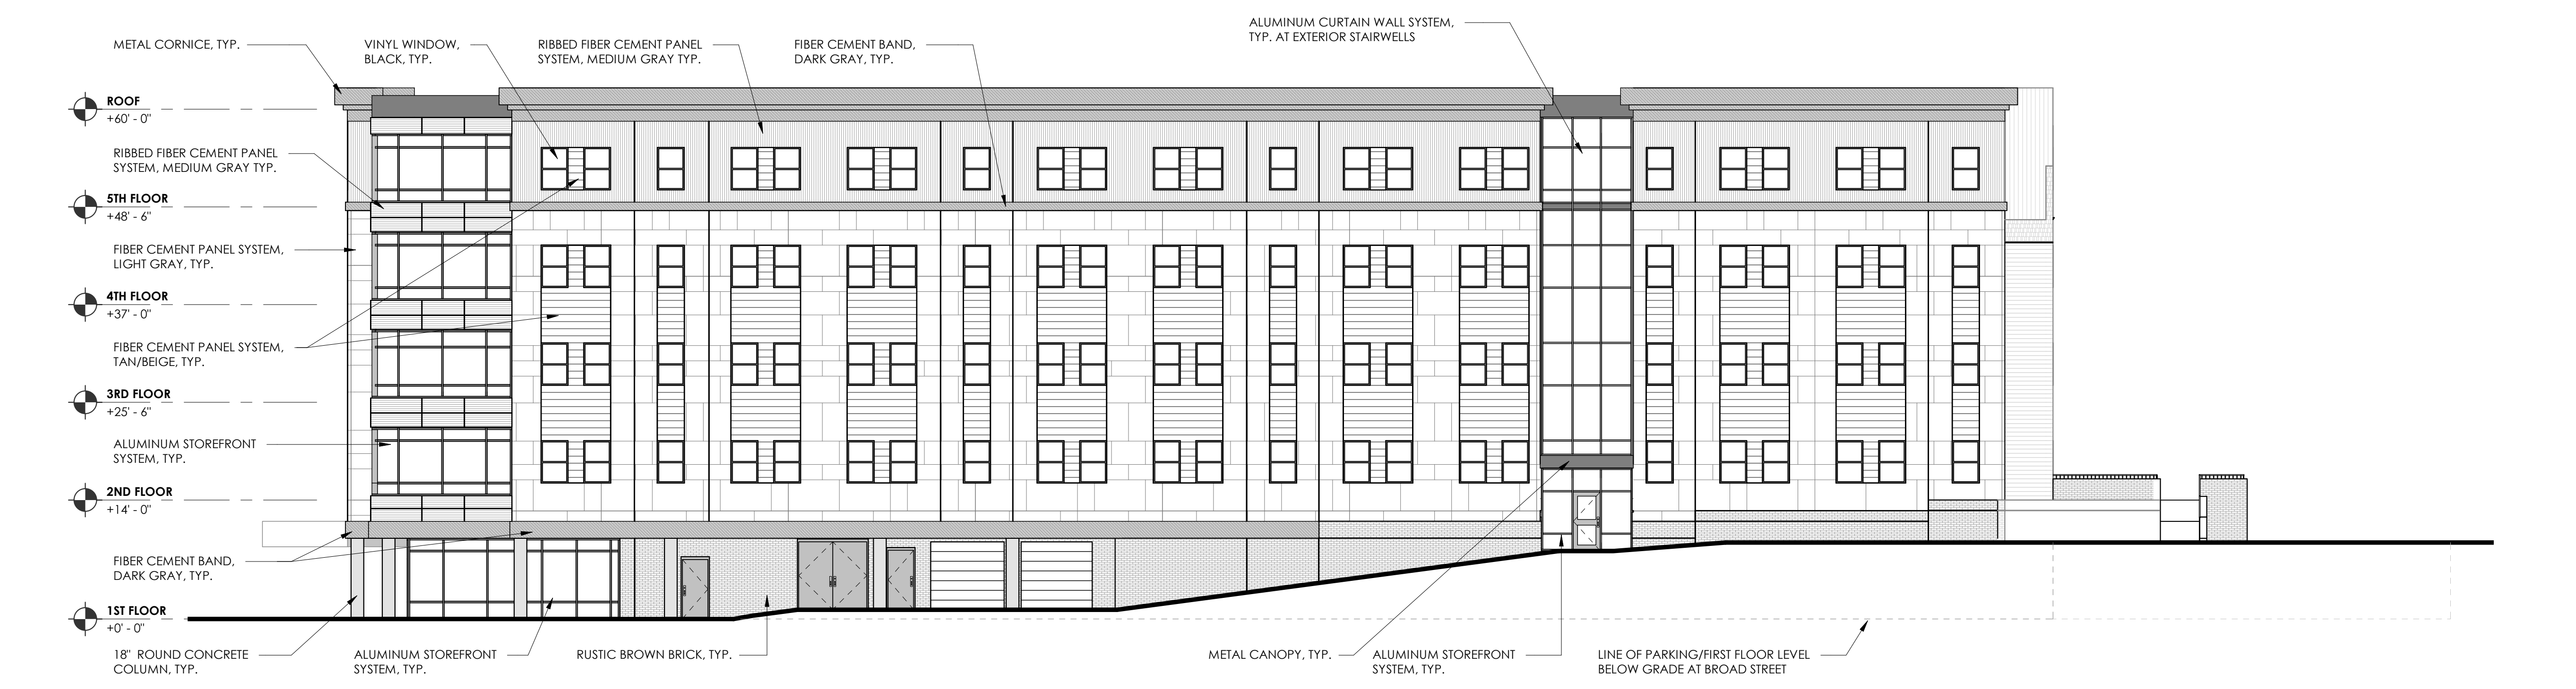 ALUMINUM CURTAIN WALL SYSTEM,
TYP. AT EXTERIOR STAIRWELLS
METAL CORNICE, TYP.
VINYL WINDOW,
BLACK, TYP.
RIBBED FIBER CEMENT PANEL
SYSTEM, MEDIUM GRAY TYP.
FIBER CEMENT BAND,
DARK GRAY, TYP.
ROOF
+60' - 0"
RIBBED FIBER CEMENT PANEL
SYSTEM, MEDIUM GRAY TYP.
5TH FLOOR
+48' - 6"
FIBER CEMENT PANEL SYSTEM,
LIGHT GRAY, TYP.
4TH FLOOR
+37' - 0"
FIBER CEMENT PANEL SYSTEM,
TAN/BEIGE, TYP.
3RD FLOOR
+25' - 6"
ALUMINUM STOREFRONT
SYSTEM, TYP.
2ND FLOOR
+14' - 0"
FIBER CEMENT BAND,
DARK GRAY, TYP.
1ST FLOOR
+0' - 0"
18" ROUND CONCRETE
COLUMN, TYP.
ALUMINUM STOREFRONT
SYSTEM, TYP.
RUSTIC BROWN BRICK, TYP.
METAL CANOPY, TYP.
ALUMINUM STOREFRONT
SYSTEM, TYP.
LINE OF PARKING/FIRST FLOOR LEVEL
BELOW GRADE AT BROAD STREET